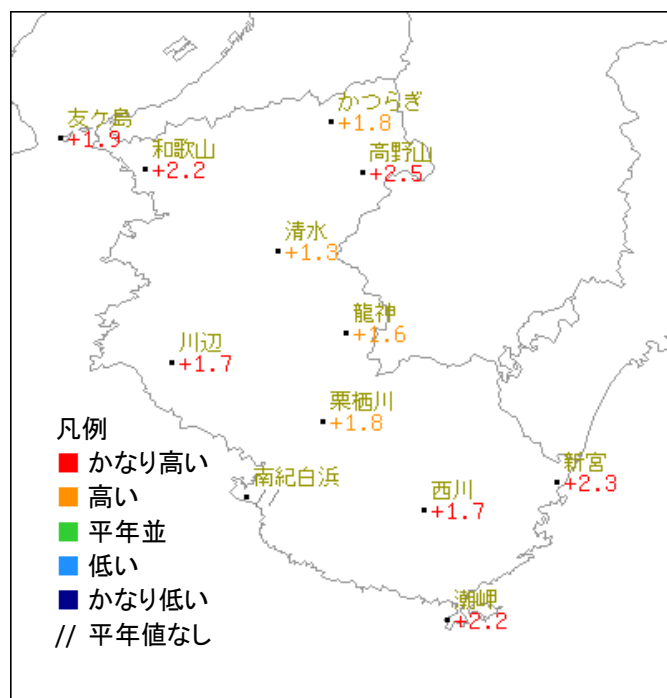 かつらぎ
+1.8
友ケ島
+1.9
和歌山
+2.2
高野山
+2.5
清水
+1.3
龍神
+1.6
川辺
+1.7
栗栖川
+1.8
凡例
かなり高い
高い
平年並
低い
かなり低い
// 平年値なし
南紀白浜
//
西川
+1.7
新宮
+2.3
潮岬
+2.2